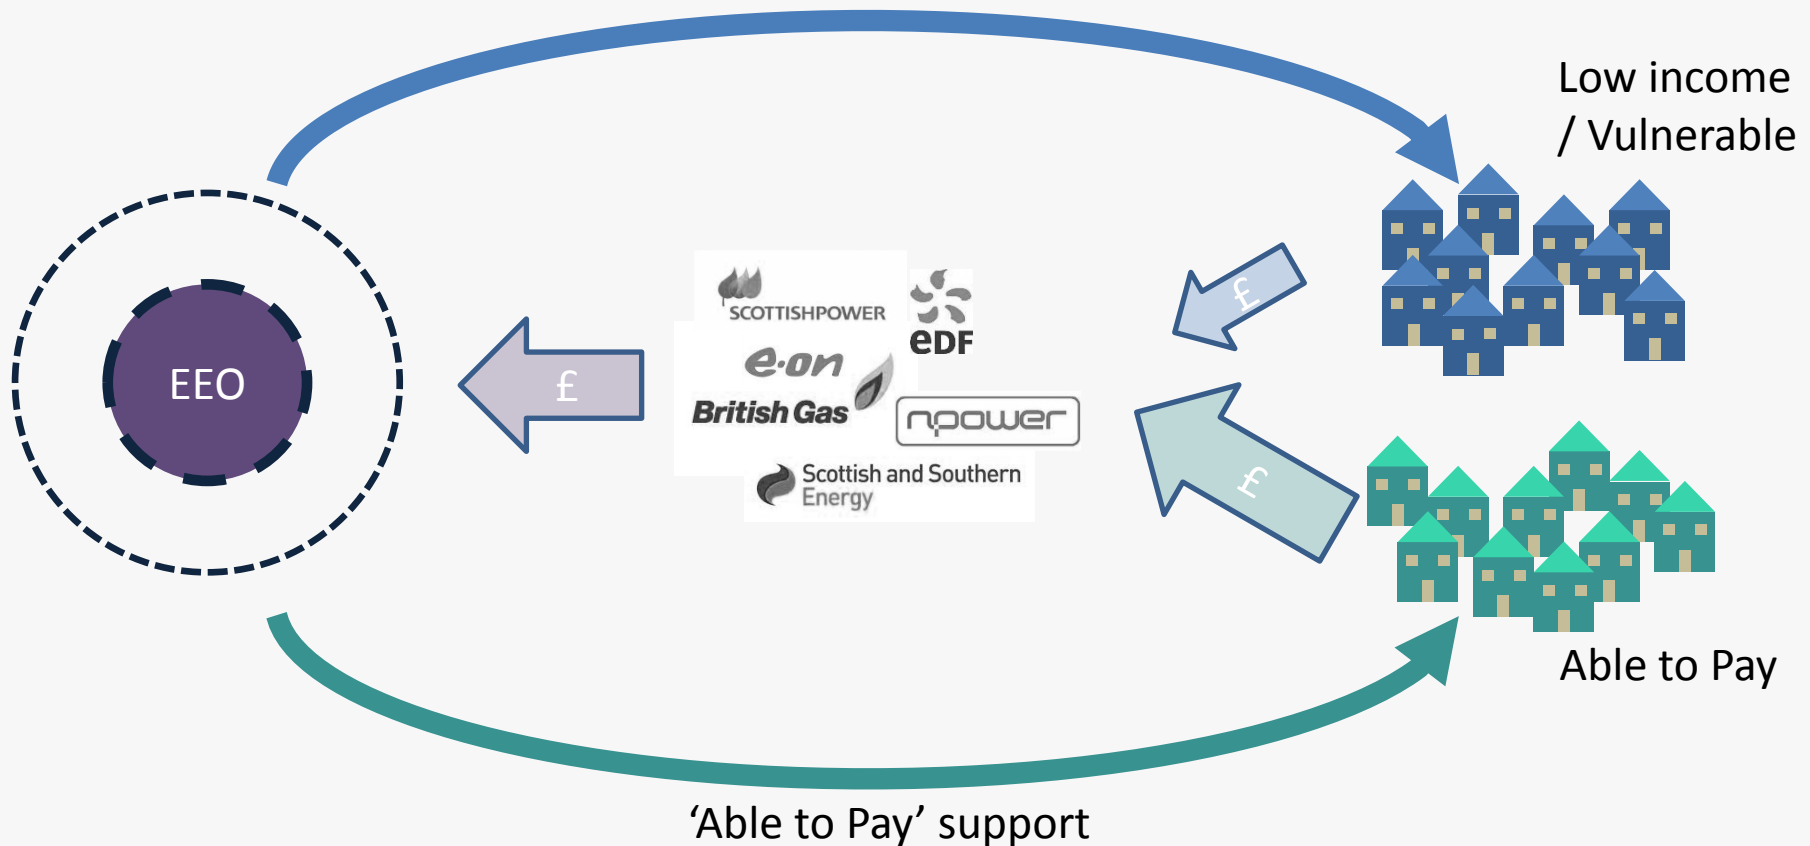 Low income
/ Vulnerable
SCOTTISHPOWER
eDF
e·on
British Gas
npower
Scottish and Southern
Energy
£
£
£
EEO
Able to Pay
‘Able to Pay’ support